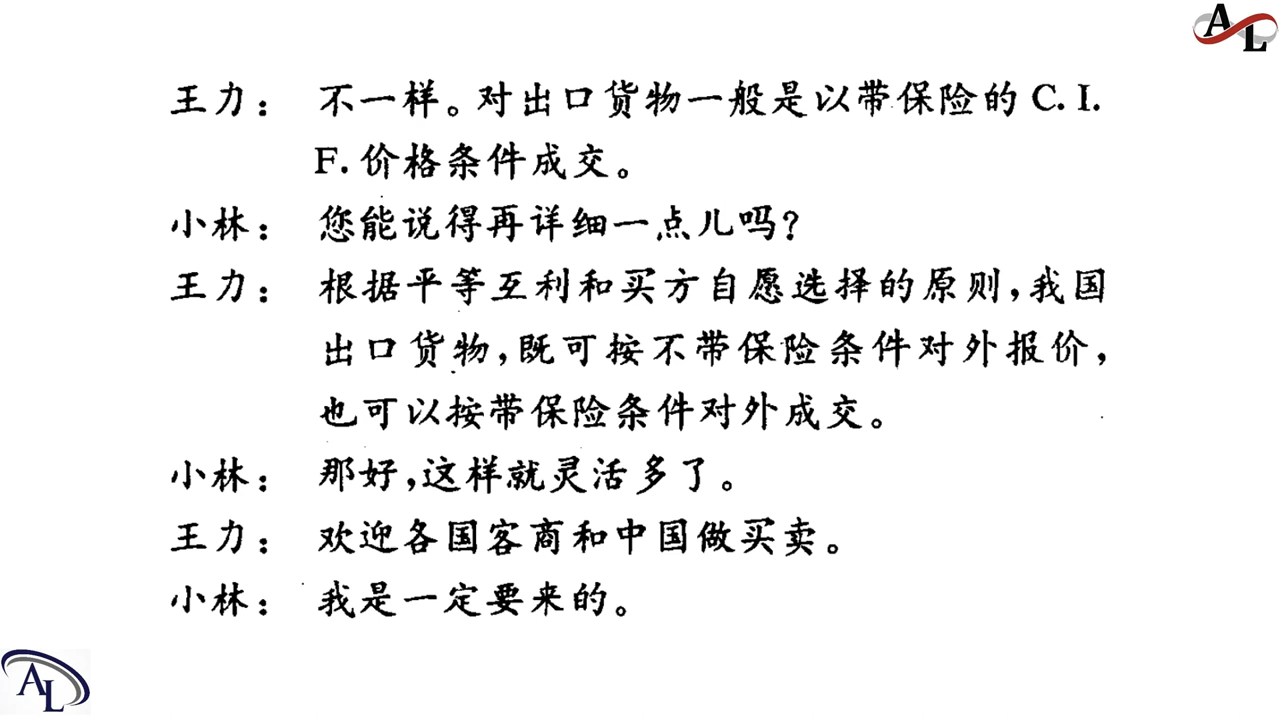 AL
王力： 不一样。对出口货物一般是以带保险的 C. I.
F. 价格条件成交。
小林： 您能说得再详细一点儿吗？
王力： 根据平等互利和买方自愿选择的原则，我国
出口货物，既可按不带保险条件对外报价，
也可以按带保险条件对外成交。
小林： 那好，这样就灵活多了。
王力： 欢迎各国客商和中国做买卖。
小林： 我是一定要来的。
AL